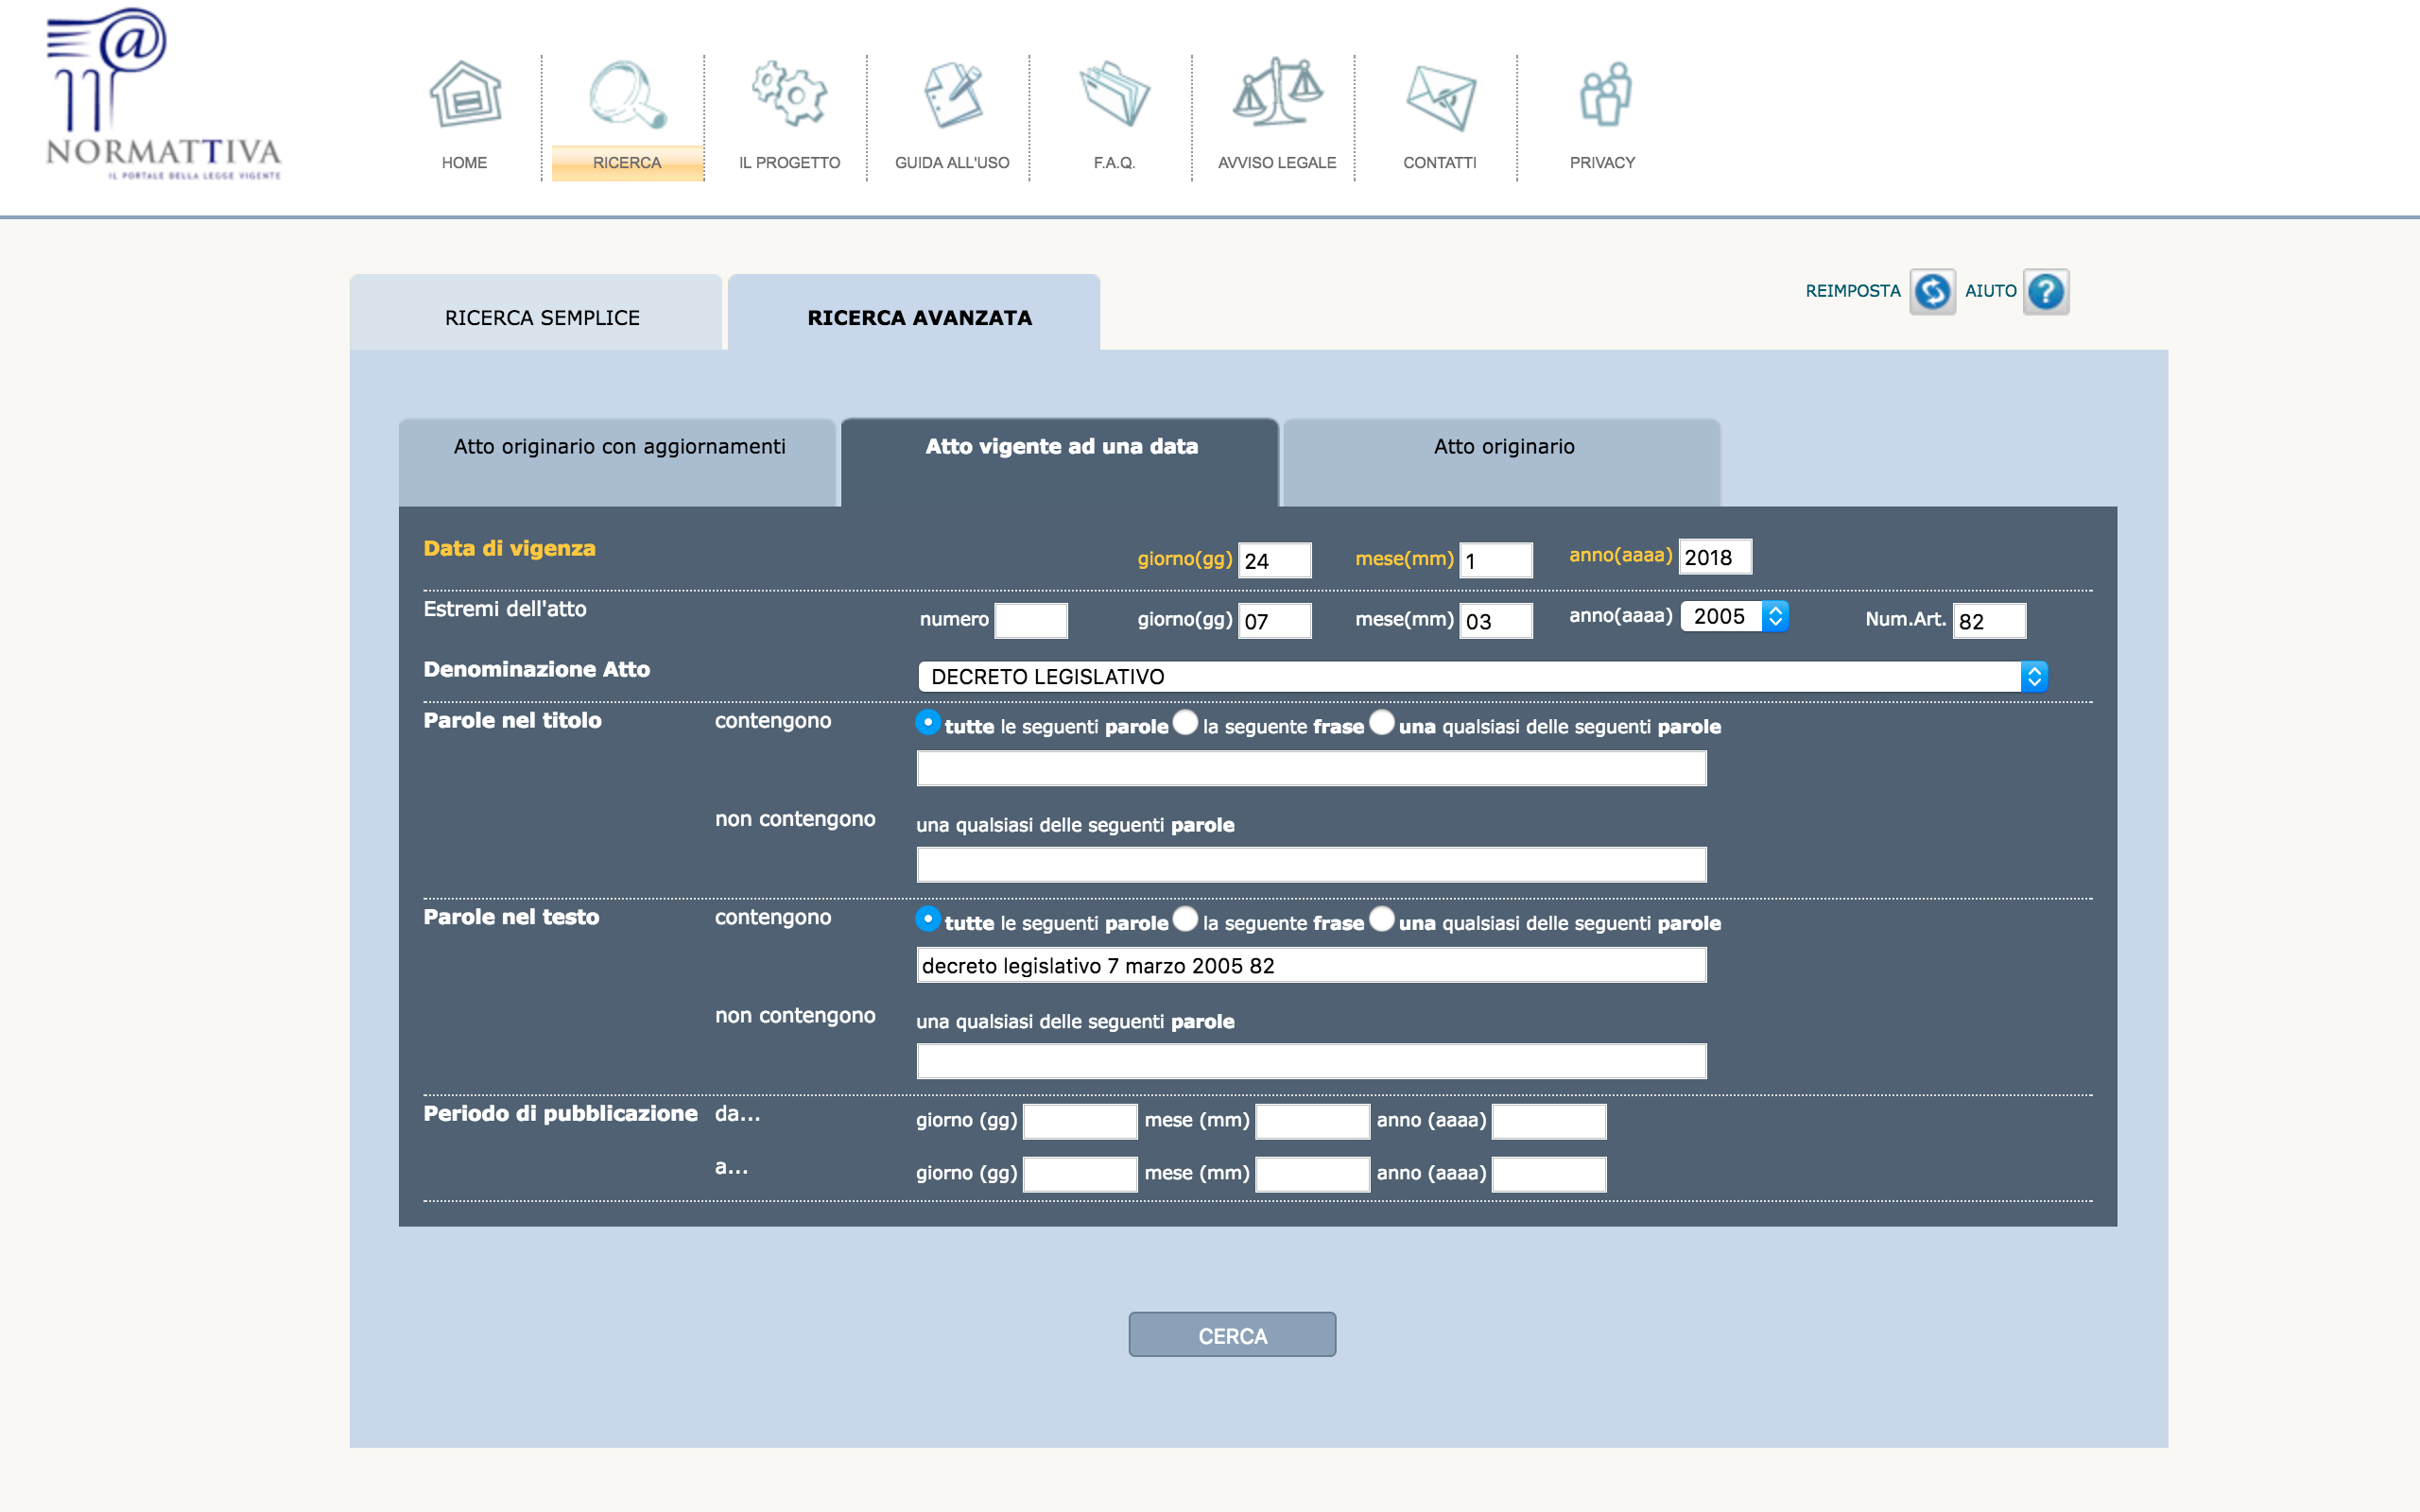 NORMATTIVA
IL PORTALE DELLA LEGGE VIGENTE
HOME
RICERCA
IL PROGETTO
GUIDA ALL'USO
F.A.Q.
AVVISO LEGALE
CONTATTI
PRIVACY
RICERCA SEMPLICE
RICERCA AVANZATA
REIMPOSTA
AIUTO
Atto originario con aggiornamenti
Atto vigente ad una data
Atto originario
Data di vigenza giorno(gg) 24 mese(mm) 1 anno(aaaa) 2018
Estremi dell'atto numero giorno(gg) 07 mese(mm) 03 anno(aaaa) 2005 Num.Art. 82
Denominazione Atto DECRETO LEGISLATIVO
Parole nel titolo contengono tutte le seguenti parole la seguente frase una qualsiasi delle seguenti parole
non contengono una qualsiasi delle seguenti parole
Parole nel testo contengono tutte le seguenti parole la seguente frase una qualsiasi delle seguenti parole
decreto legislativo 7 marzo 2005 82
non contengono una qualsiasi delle seguenti parole
Periodo di pubblicazione da... giorno (gg) mese (mm) anno (aaaa)
a... giorno (gg) mese (mm) anno (aaaa)
CERCA